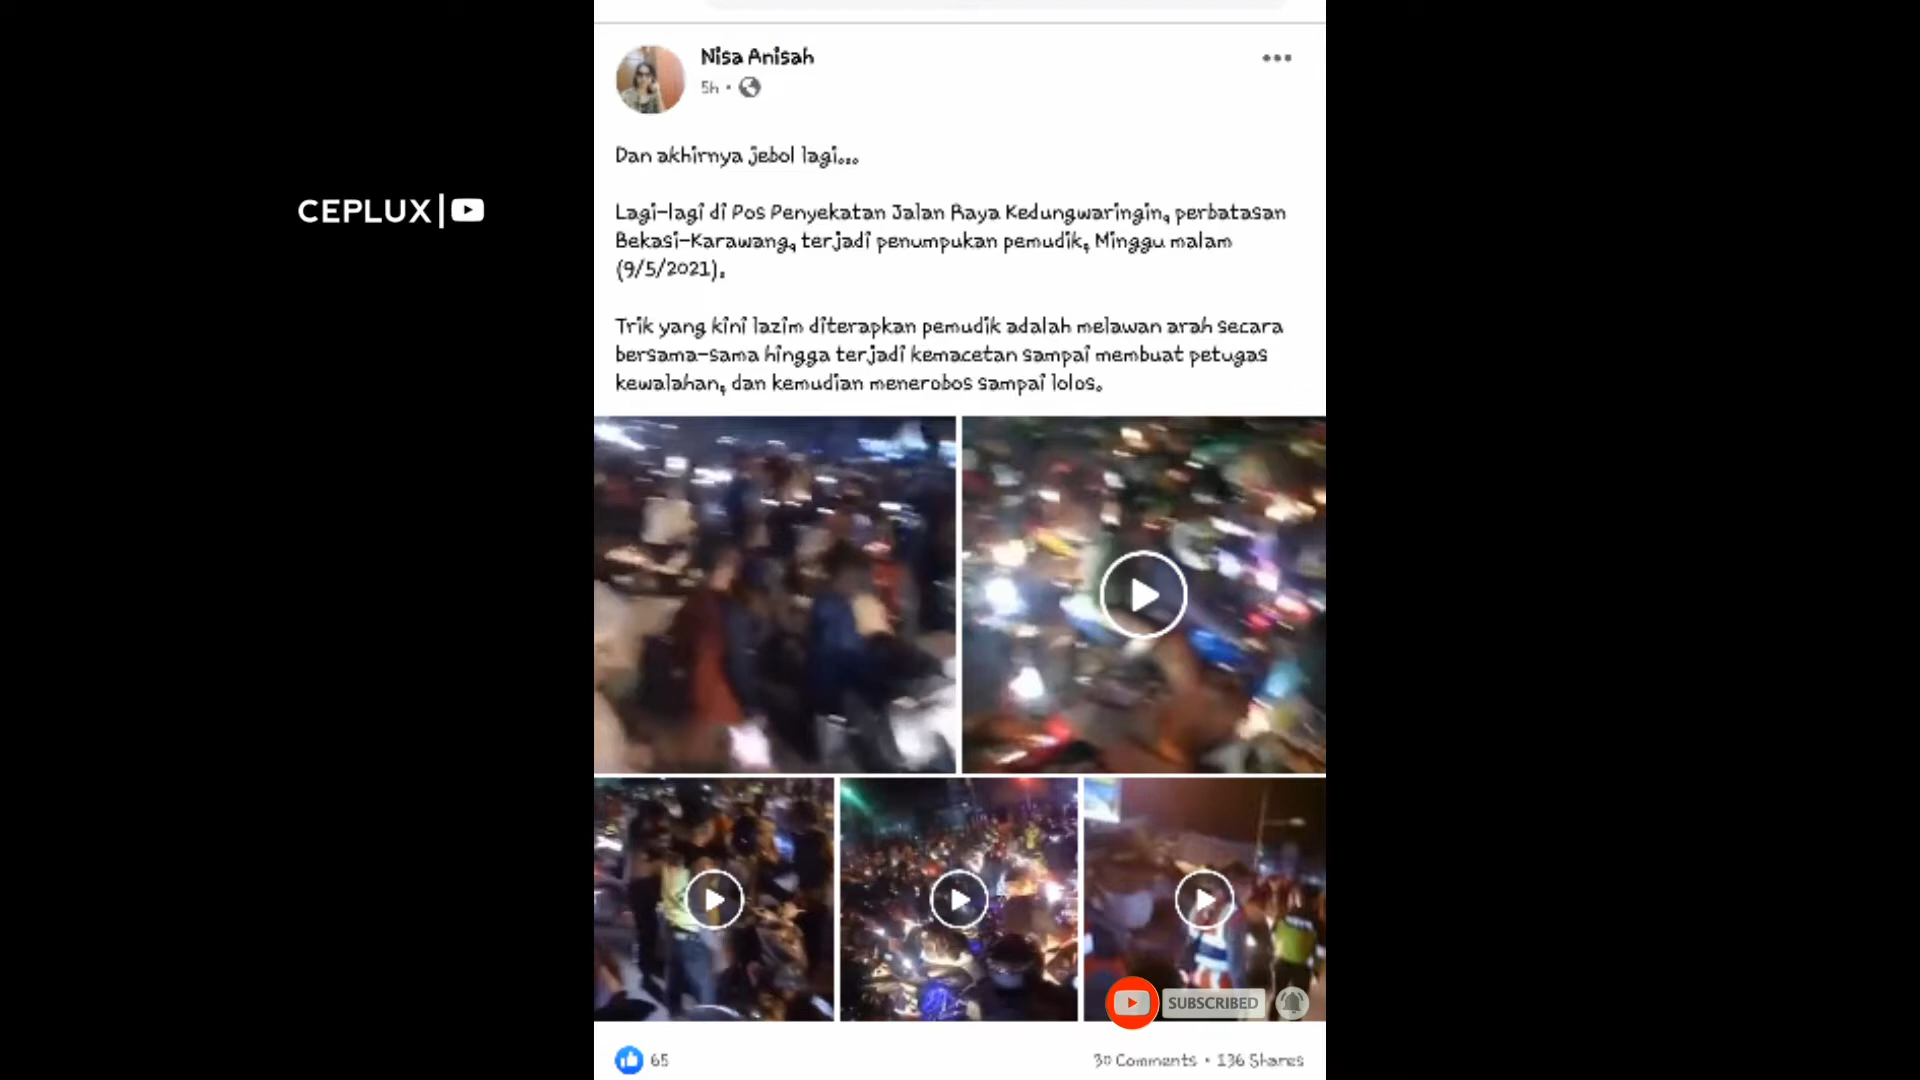 Nisa Anisah
5h •
CEPLUX
Dan akhirnya jebol lagi...
Lagi-lagi di Pos Penyekatan Jalan Raya Kedungwaringin, perbatasan
Bekasi-Karawang, terjadi penumpukan pemudik, Minggu malam
(9/5/2021).
Trik yang kini lazim diterapkan pemudik adalah melawan arah secara
bersama-sama hingga terjadi kemacetan sampai membuat petugas
kewalahan, dan kemudian menerobos sampai lolos.
SUBSCRIBED
65
30 Comments • 136 Shares